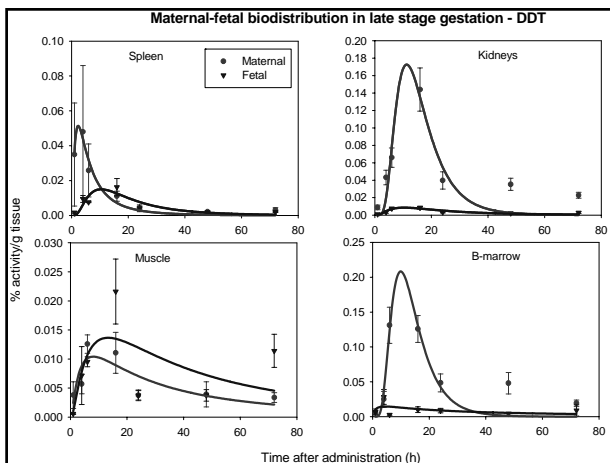 Maternal-fetal biodistribution in late stage gestation - DDT
Spleen
Maternal
Fetal
0.10
0.08
0.06
0.04
0.02
0.00
0 20 40 60 80
Kidneys
0.20
0.18
0.16
0.14
0.12
0.10
0.08
0.06
0.04
0.02
0.00
0 20 40 60 80
% activity/g tissue
Muscle
0.030
0.025
0.020
0.015
0.010
0.005
0.000
0 20 40 60 80
B-marrow
0.25
0.20
0.15
0.10
0.05
0.00
0 20 40 60 80
Time after administration (h)